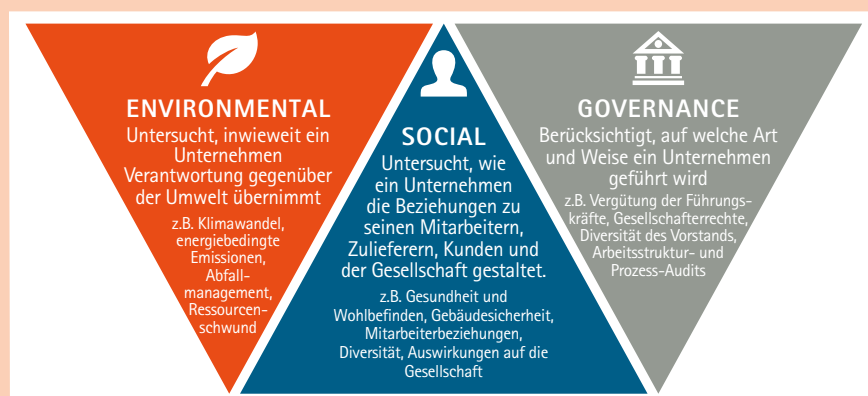 ENVIRONMENTAL
Untersucht, inwieweit ein
Unternehmen
Verantwortung gegenüber
der Umwelt übernimmt
z.B. Klimawandel,
energiebedingte
Emissionen,
Abfall-
management,
Ressourcen-
schwund
SOCIAL
Untersucht, wie
ein Unternehmen
die Beziehungen zu
seinen Mitarbeitern,
Zulieferern, Kunden und
der Gesellschaft gestaltet.
z.B. Gesundheit und
Wohlbefinden, Gebäudesicherheit,
Mitarbeiterbeziehungen,
Diversität, Auswirkungen auf die
Gesellschaft
GOVERNANCE
Berücksichtigt, auf welche Art
und Weise ein Unternehmen
geführt wird
z.B. Vergütung der Führungs-
kräfte, Gesellschafterrechte,
Diversität des Vorstands,
Arbeitsstruktur- und
Prozess-Audits